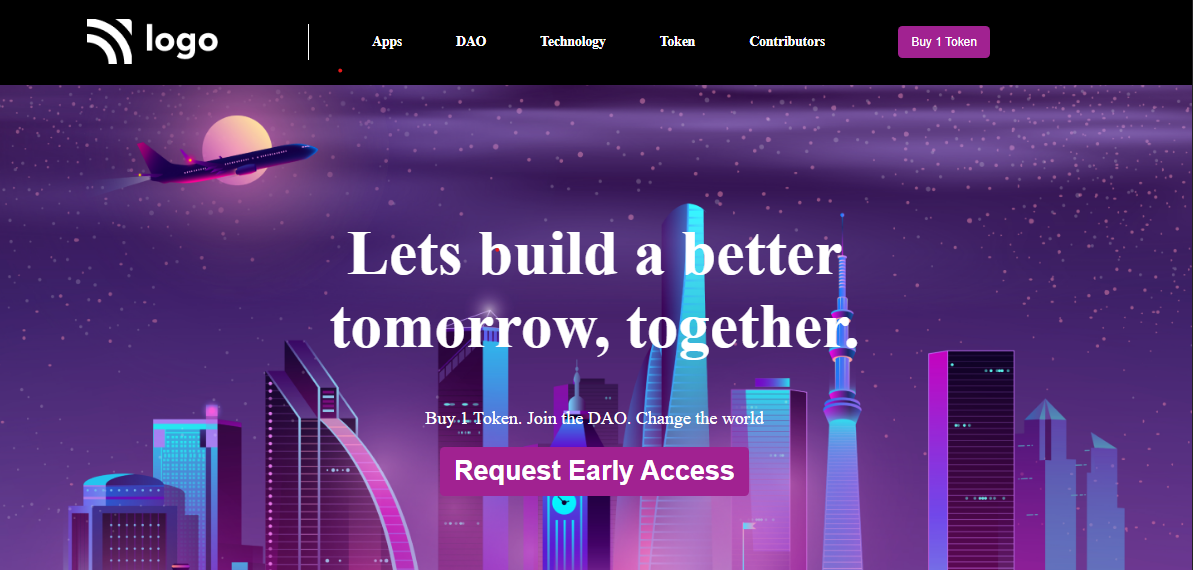 logo
Apps DAO Technology Token Contributors Buy 1 Token
Lets build a better
tomorrow, together.
Buy 1 Token. Join the DAO. Change the world
Request Early Access